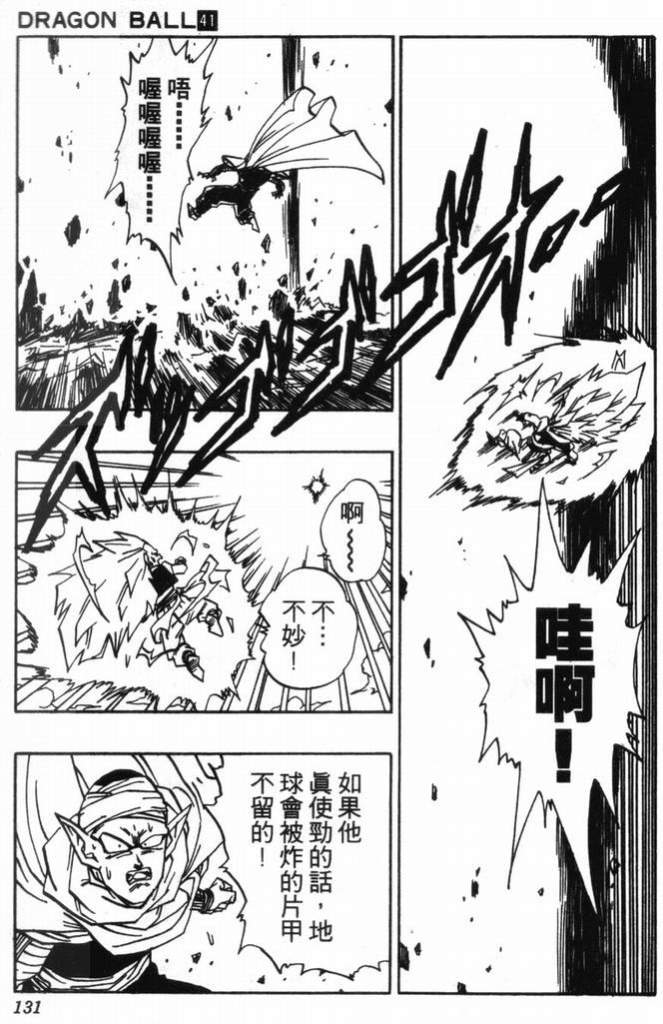 DRAGON BALL 41
哇啊！
唔……
喔喔喔喔……
啊～～
不…
不妙！
如果他
真使勁的話，地
球會被炸的片甲
不留的！
131